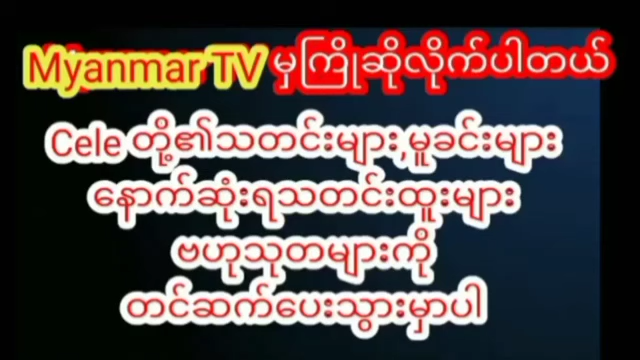 Myanmar TV မှကြိုဆိုလိုက်ပါတယ်
Cele တို့၏သတင်းများ,မူခင်းများ
နောက်ဆုံးရသတင်းထူးများ
ဗဟုသုတများကို
တင်ဆက်ပေးသွားမှာပါ